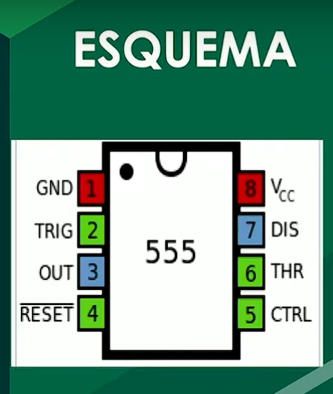 ESQUEMA
GND 1 8 VCC
TRIG 2 7 DIS
555
OUT 3 6 THR
RESET 4 5 CTRL